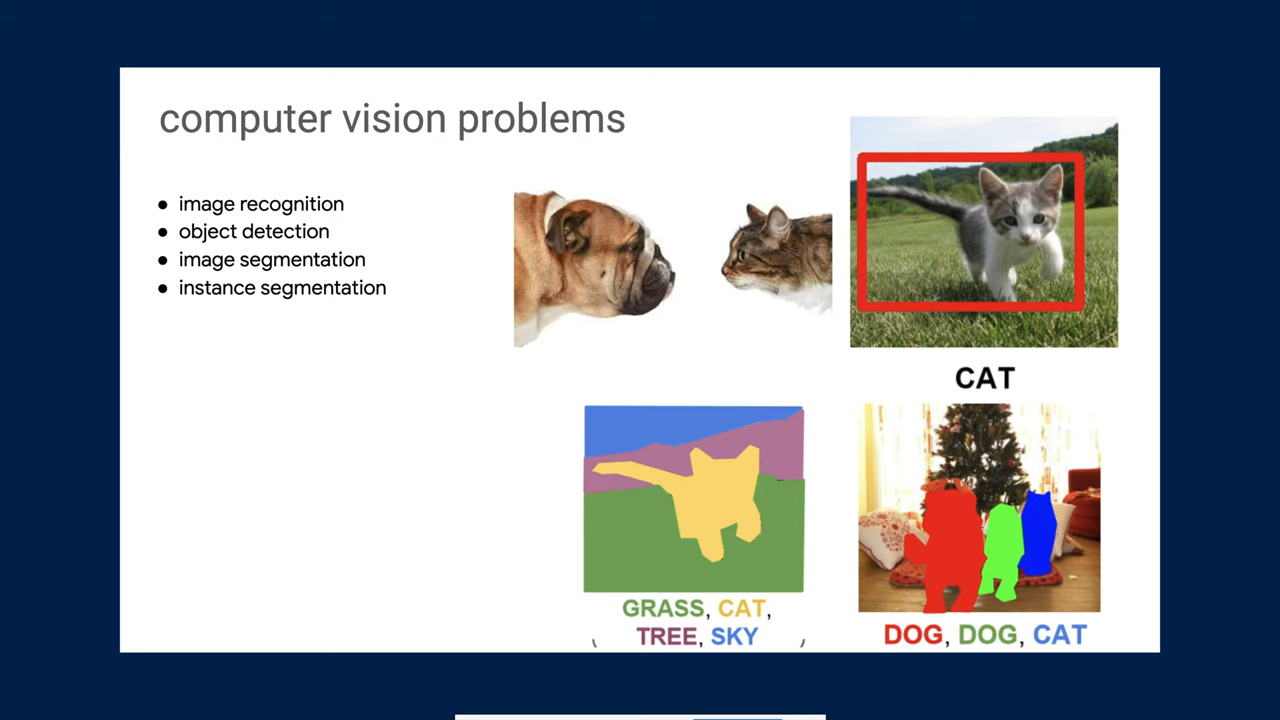 computer vision problems
• image recognition
• object detection
• image segmentation
• instance segmentation
CAT
GRASS, CAT,
TREE, SKY
DOG, DOG, CAT